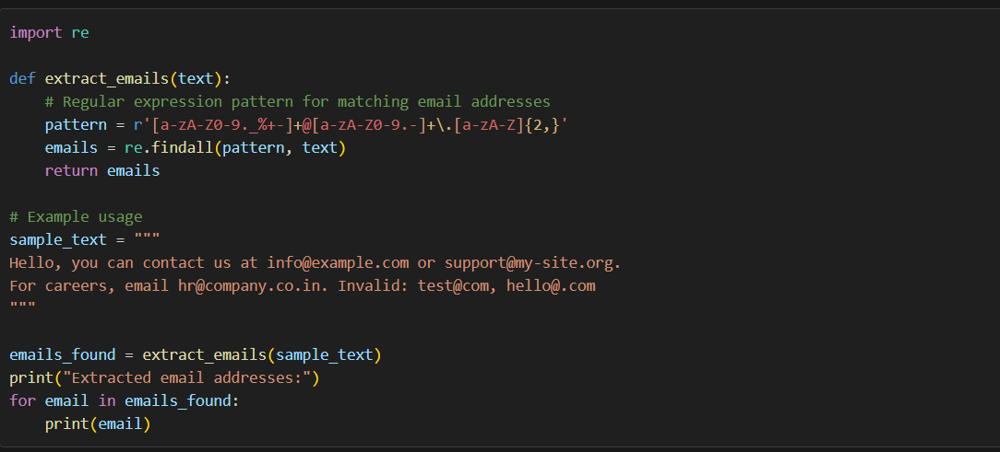 import re
def extract_emails(text):
    # Regular expression pattern for matching email addresses
    pattern = r'[a-zA-Z0-9._%+-]+@[a-zA-Z0-9.-]+\.[a-zA-Z]{2,}'
    emails = re.findall(pattern, text)
    return emails
# Example usage
sample_text = """
Hello, you can contact us at info@example.com or support@my-site.org.
For careers, email hr@company.co.in. Invalid: test@com, hello@.com
"""
emails_found = extract_emails(sample_text)
print("Extracted email addresses:")
for email in emails_found:
    print(email)